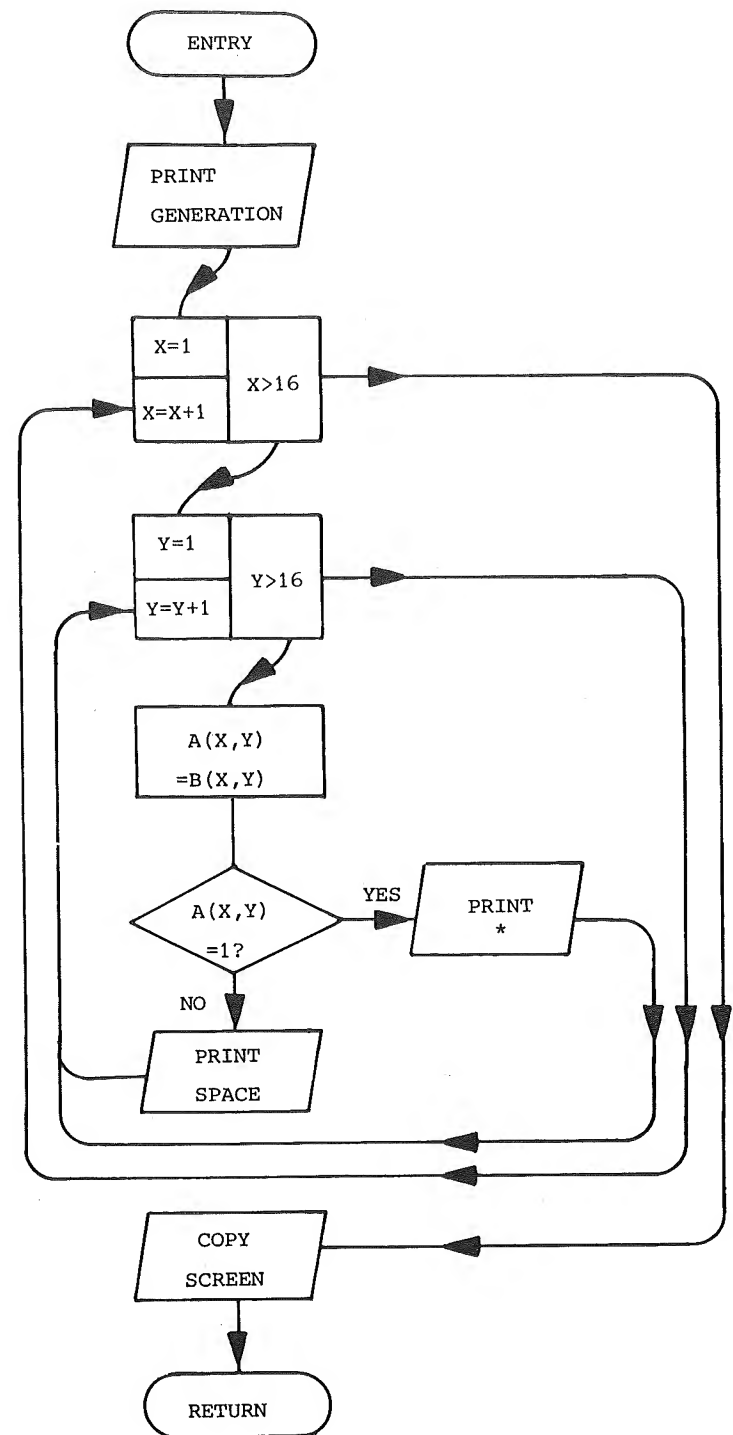 ENTRY
PRINT
GENERATION
X=1
X=X+1
X>16
Y=1
Y=Y+1
Y>16
A(X,Y)
=B(X,Y)
A(X,Y)
=1?
YES
PRINT
*
NO
PRINT
SPACE
COPY
SCREEN
RETURN